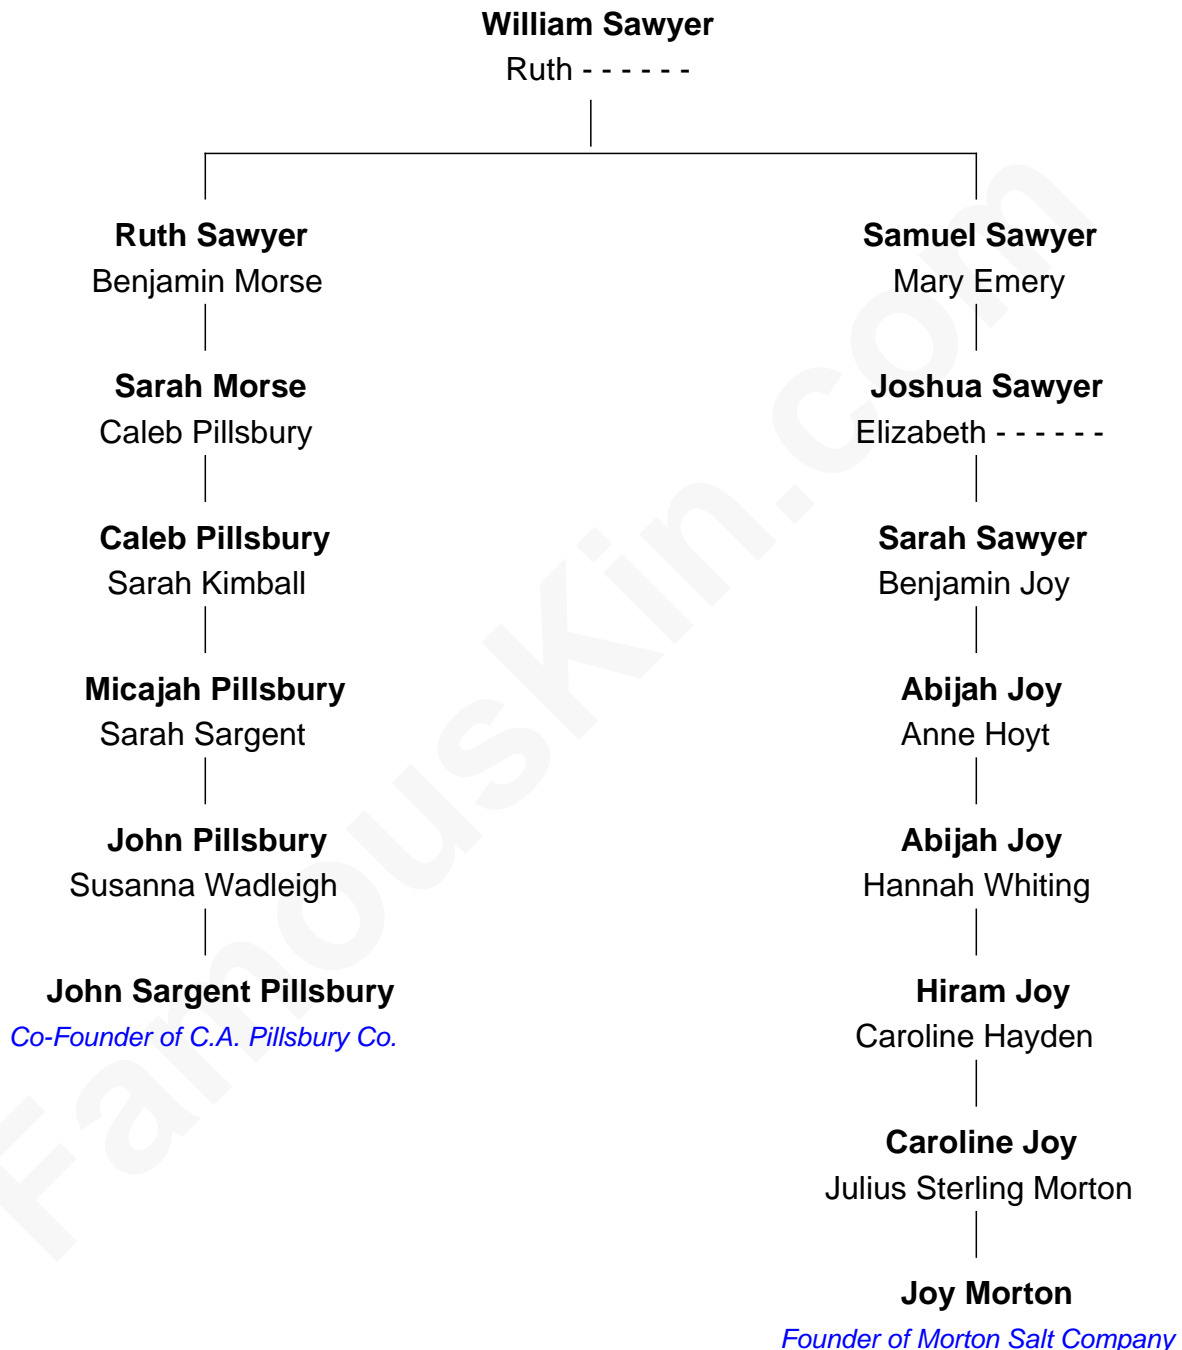 William Sawyer
Ruth - - - - - -
Ruth Sawyer
Benjamin Morse
Sarah Morse
Caleb Pillsbury
Caleb Pillsbury
Sarah Kimball
Micajah Pillsbury
Sarah Sargent
John Pillsbury
Susanna Wadleigh
John Sargent Pillsbury
Co-Founder of C.A. Pillsbury Co.
Samuel Sawyer
Mary Emery
Joshua Sawyer
Elizabeth - - - - - -
Sarah Sawyer
Benjamin Joy
Abijah Joy
Anne Hoyt
Abijah Joy
Hannah Whiting
Hiram Joy
Caroline Hayden
Caroline Joy
Julius Sterling Morton
Joy Morton
Founder of Morton Salt Company
FamousKin.com